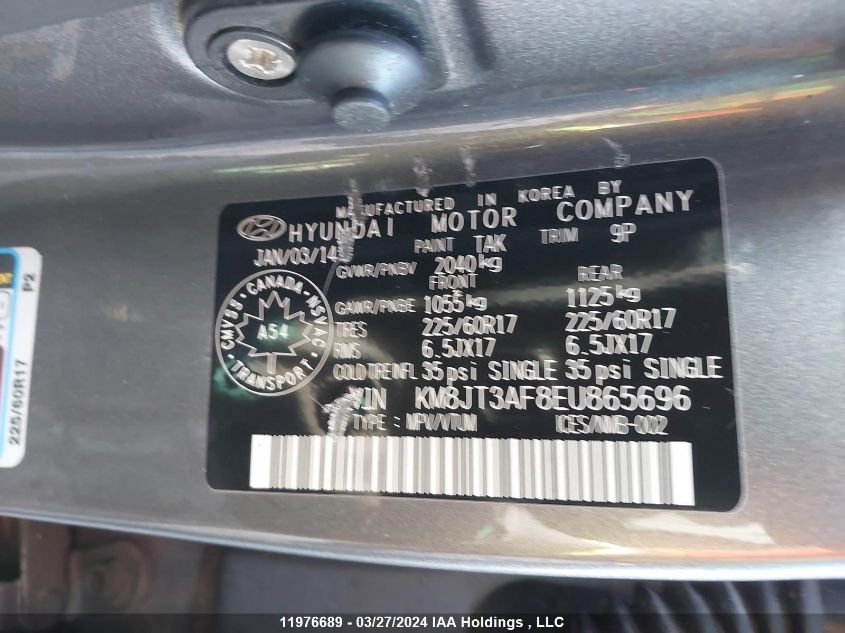 MANUFACTURED IN KOREA BY
HYUNDAI MOTOR COMPANY
JAN/03/14 PAINT TAK TRIM 9P
GVWR/PNBV 2040kg
FRONT REAR
GAWR/PNBE 1055kg 1125kg
TIRES 225/60R17 225/60R17
RIMS 6.5JX17 6.5JX17
COLD TIRE INFL 35psi SINGLE 35psi SINGLE
VIN KM8JT3AF8EU865696
TYPE : MPV/VTUM ICES/NMB-002
CMVSS - CANADA - NSVAC
A54
TRANSPORT
P2
225/60R17
11976689 - 03/27/2024 IAA Holdings , LLC